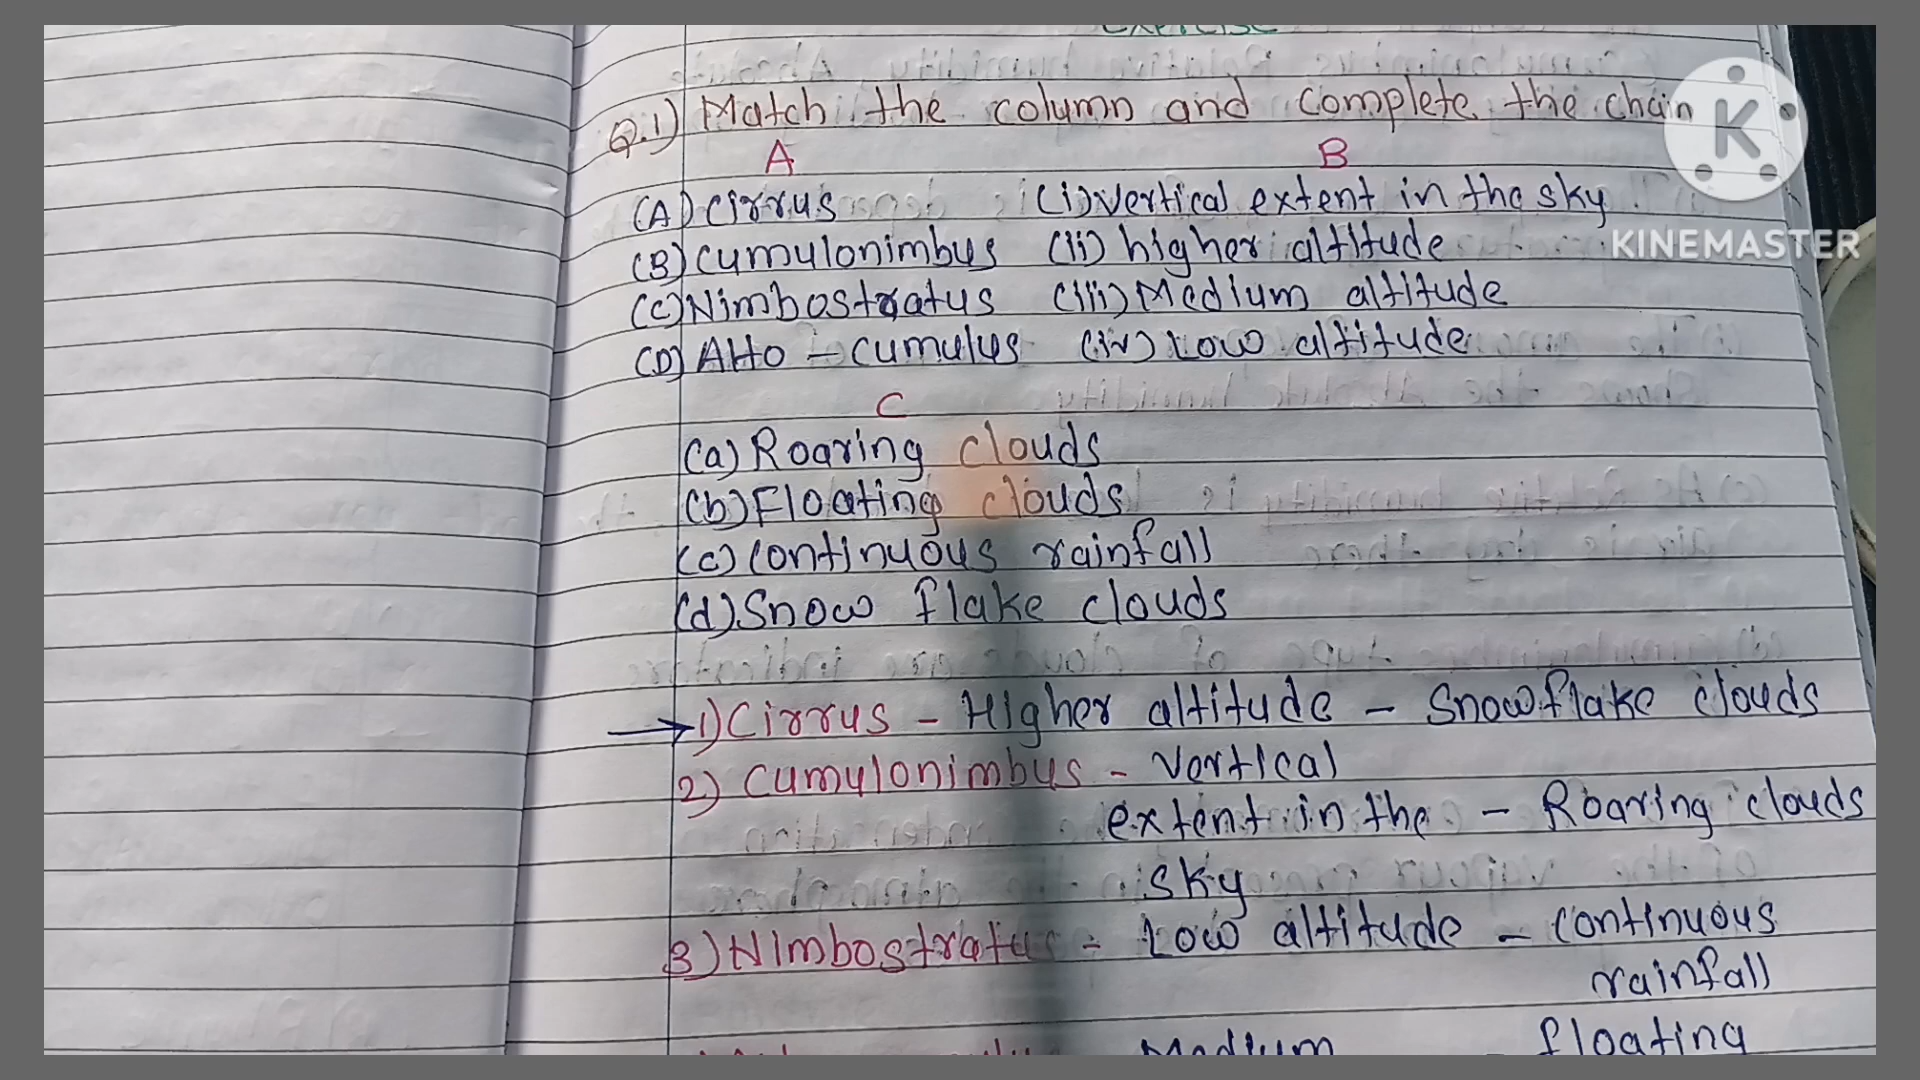 EXERCISE
Q.1) Match the column and complete the chain
A B
(A) Cirrus (i) Vertical extent in the sky
(B) Cumulonimbus (ii) higher altitude
(C) Nimbostratus (iii) Medium altitude
(D) Alto - cumulus (iv) Low altitude
C
(a) Roaring clouds
(b) Floating clouds
(c) continuous rainfall
(d) Snow flake clouds
→ 1) Cirrus - Higher altitude - Snowflake clouds
2) Cumulonimbus - Vertical
extent in the - Roaring clouds
sky
3) Nimbostratus - Low altitude - continuous
rainfall
Medium floating
K
KINEMASTER